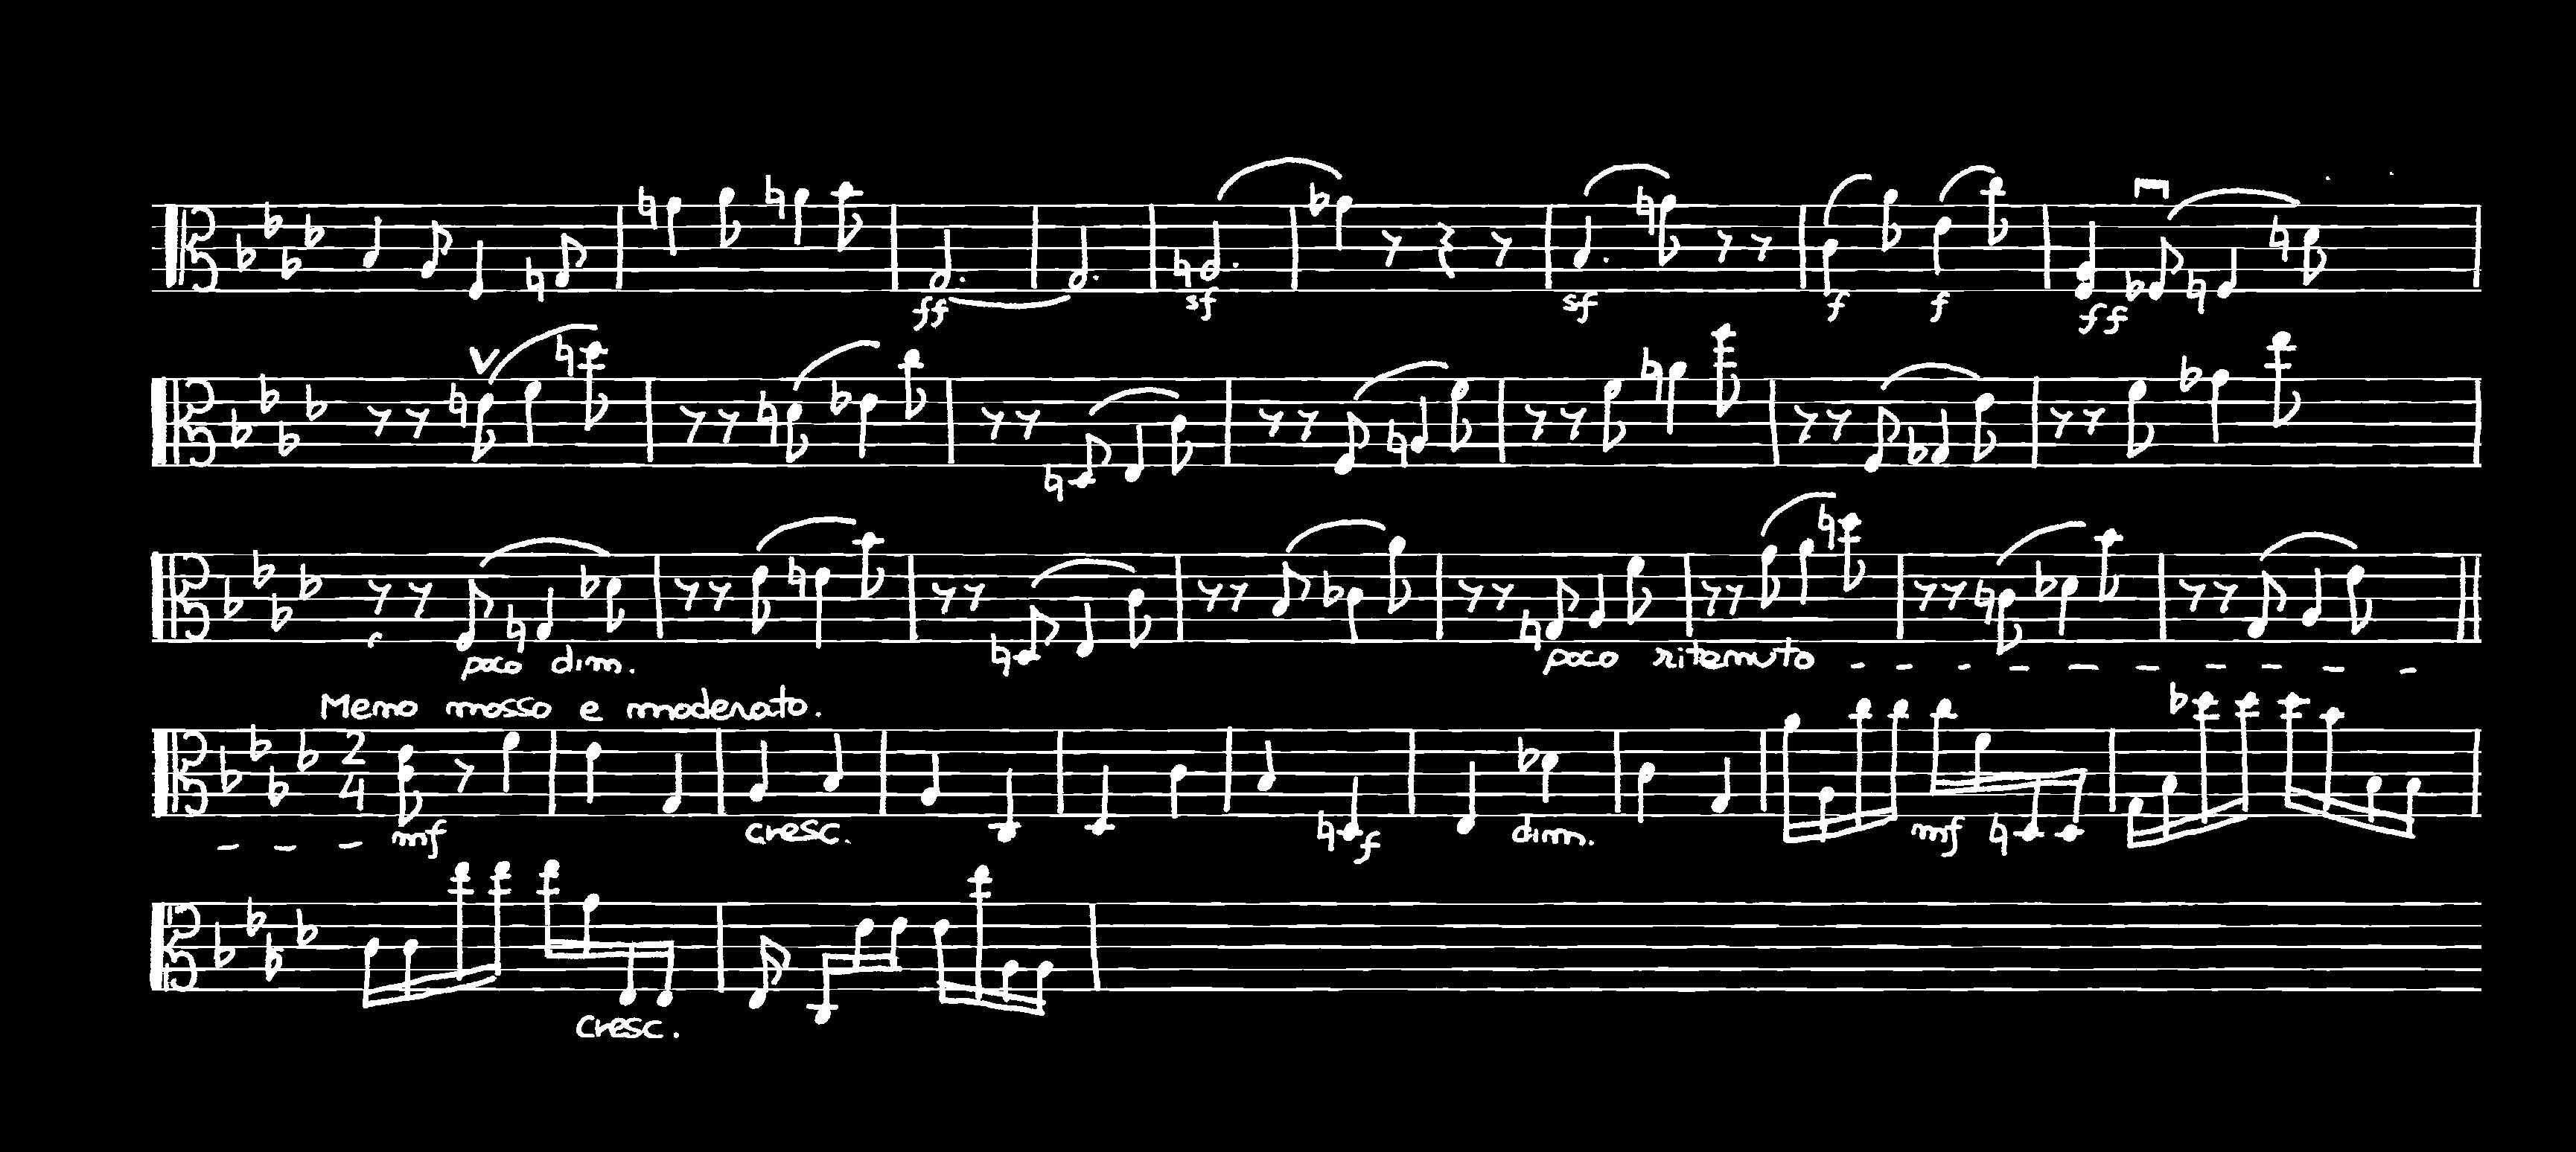 ff sf sf f f ff
poco dim. poco ritenuto
Meno mosso e moderato.
2
4
mf cresc. f dim. mf
cresc.